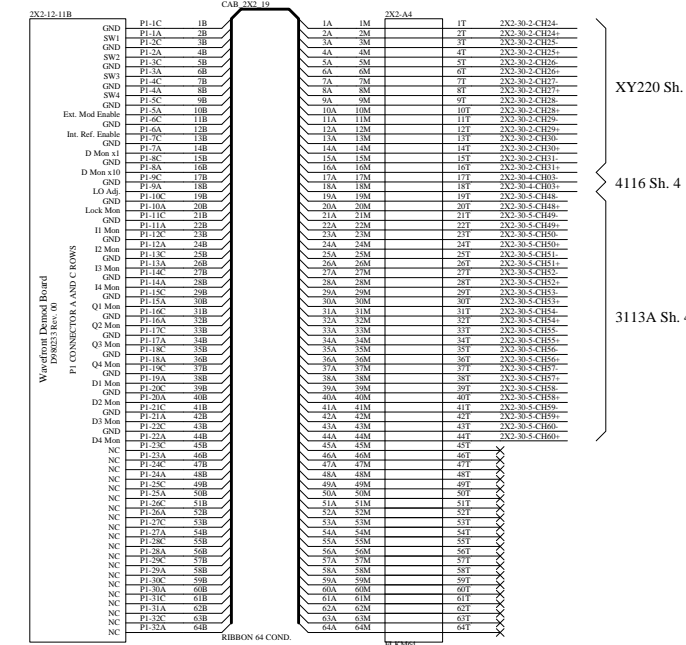 CAB_2X2_19
2X2-12-11B 2X2-A4
GND P1-1C 1B 1A 1M 1T 2X2-30-2-CH24-
SW1 P1-1A 2B 2A 2M 2T 2X2-30-2-CH24+
GND P1-2C 3B 3A 3M 3T 2X2-30-2-CH25-
SW2 P1-2A 4B 4A 4M 4T 2X2-30-2-CH25+
GND P1-3C 5B 5A 5M 5T 2X2-30-2-CH26-
SW3 P1-3A 6B 6A 6M 6T 2X2-30-2-CH26+
GND P1-4C 7B 7A 7M 7T 2X2-30-2-CH27-
SW4 P1-4A 8B 8A 8M 8T 2X2-30-2-CH27+
XY220 Sh.
GND P1-5C 9B 9A 9M 9T 2X2-30-2-CH28-
Ext. Mod Enable P1-5A 10B 10A 10M 10T 2X2-30-2-CH28+
GND P1-6C 11B 11A 11M 11T 2X2-30-2-CH29-
Int. Ref. Enable P1-6A 12B 12A 12M 12T 2X2-30-2-CH29+
GND P1-7C 13B 13A 13M 13T 2X2-30-2-CH30-
D Mon x1 P1-7A 14B 14A 14M 14T 2X2-30-2-CH30+
GND P1-8C 15B 15A 15M 15T 2X2-30-2-CH31-
D Mon x10 P1-8A 16B 16A 16M 16T 2X2-30-2-CH31+
GND P1-9C 17B 17A 17M 17T 2X2-30-4-CH03-
LO Adj. P1-9A 18B 18A 18M 18T 2X2-30-4-CH03+
4116 Sh. 4
GND P1-10C 19B 19A 19M 19T 2X2-30-5-CH48-
Lock Mon P1-10A 20B 20A 20M 20T 2X2-30-5-CH48+
GND P1-11C 21B 21A 21M 21T 2X2-30-5-CH49-
I1 Mon P1-11A 22B 22A 22M 22T 2X2-30-5-CH49+
GND P1-12C 23B 23A 23M 23T 2X2-30-5-CH50-
I2 Mon P1-12A 24B 24A 24M 24T 2X2-30-5-CH50+
GND P1-13C 25B 25A 25M 25T 2X2-30-5-CH51-
I3 Mon P1-13A 26B 26A 26M 26T 2X2-30-5-CH51+
GND P1-14C 27B 27A 27M 27T 2X2-30-5-CH52-
I4 Mon P1-14A 28B 28A 28M 28T 2X2-30-5-CH52+
GND P1-15C 29B 29A 29M 29T 2X2-30-5-CH53-
Q1 Mon P1-15A 30B 30A 30M 30T 2X2-30-5-CH53+
GND P1-16C 31B 31A 31M 31T 2X2-30-5-CH54-
Q2 Mon P1-16A 32B 32A 32M 32T 2X2-30-5-CH54+
3113A Sh. 4
GND P1-17C 33B 33A 33M 33T 2X2-30-5-CH55-
Q3 Mon P1-17A 34B 34A 34M 34T 2X2-30-5-CH55+
GND P1-18C 35B 35A 35M 35T 2X2-30-5-CH56-
Q4 Mon P1-18A 36B 36A 36M 36T 2X2-30-5-CH56+
GND P1-19C 37B 37A 37M 37T 2X2-30-5-CH57-
D1 Mon P1-19A 38B 38A 38M 38T 2X2-30-5-CH57+
GND P1-20C 39B 39A 39M 39T 2X2-30-5-CH58-
D2 Mon P1-20A 40B 40A 40M 40T 2X2-30-5-CH58+
GND P1-21C 41B 41A 41M 41T 2X2-30-5-CH59-
D3 Mon P1-21A 42B 42A 42M 42T 2X2-30-5-CH59+
GND P1-22C 43B 43A 43M 43T 2X2-30-5-CH60-
D4 Mon P1-22A 44B 44A 44M 44T 2X2-30-5-CH60+
NC P1-23C 45B 45A 45M 45T
NC P1-23A 46B 46A 46M 46T
NC P1-24C 47B 47A 47M 47T
NC P1-24A 48B 48A 48M 48T
NC P1-25C 49B 49A 49M 49T
NC P1-25A 50B 50A 50M 50T
NC P1-26C 51B 51A 51M 51T
NC P1-26A 52B 52A 52M 52T
NC P1-27C 53B 53A 53M 53T
NC P1-27A 54B 54A 54M 54T
NC P1-28C 55B 55A 55M 55T
NC P1-28A 56B 56A 56M 56T
NC P1-29C 57B 57A 57M 57T
NC P1-29A 58B 58A 58M 58T
NC P1-30C 59B 59A 59M 59T
NC P1-30A 60B 60A 60M 60T
NC P1-31C 61B 61A 61M 61T
NC P1-31A 62B 62A 62M 62T
NC P1-32C 63B 63A 63M 63T
NC P1-32A 64B 64A 64M 64T
Wavefront Demod Board
D980233 Rev. 00
P1 CONNECTOR A AND C ROWS
RIBBON 64 COND.